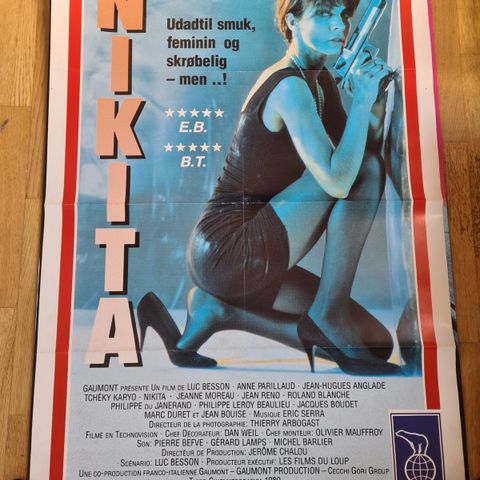 NIKITA
Udadtil smuk,
feminin og
skrøbelig
– men ..!
★★★★★
E.B.
★★★★★
B.T.
GAUMONT PRÉSENTE UN FILM DE LUC BESSON · ANNE PARILLAUD · JEAN-HUGUES ANGLADE
TCHÉKY KARYO · NIKITA · JEANNE MOREAU · JEAN RENO · ROLAND BLANCHE
PHILIPPE DU JANERAND · PHILIPPE LEROY BEAULIEU · JACQUES BOUDET
MARC DURET ET JEAN BOUISE · MUSIQUE ERIC SERRA
DIRECTEUR DE LA PHOTOGRAPHIE: THIERRY ARBOGAST
FILMÉ EN TECHNOVISION · CHEF DÉCORATEUR: DAN WEIL · CHEF MONTEUR: OLIVIER MAUFFROY
SON: PIERRE BEFVE · GÉRARD LAMPS · MICHEL BARLIER
DIRECTEUR DE PRODUCTION: JERÔME CHALOU
SCENARIO: LUC BESSON · PRODUCTEUR EXÉCUTIF: LES FILMS DU LOUP
UNE CO-PRODUCTION FRANCO-ITALIENNE GAUMONT – GAUMONT PRODUCTION – CECCHI GORI GROUP
1989